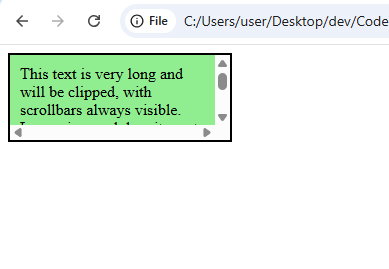 File C:/Users/user/Desktop/dev/Code
This text is very long and
will be clipped, with
scrollbars always visible.